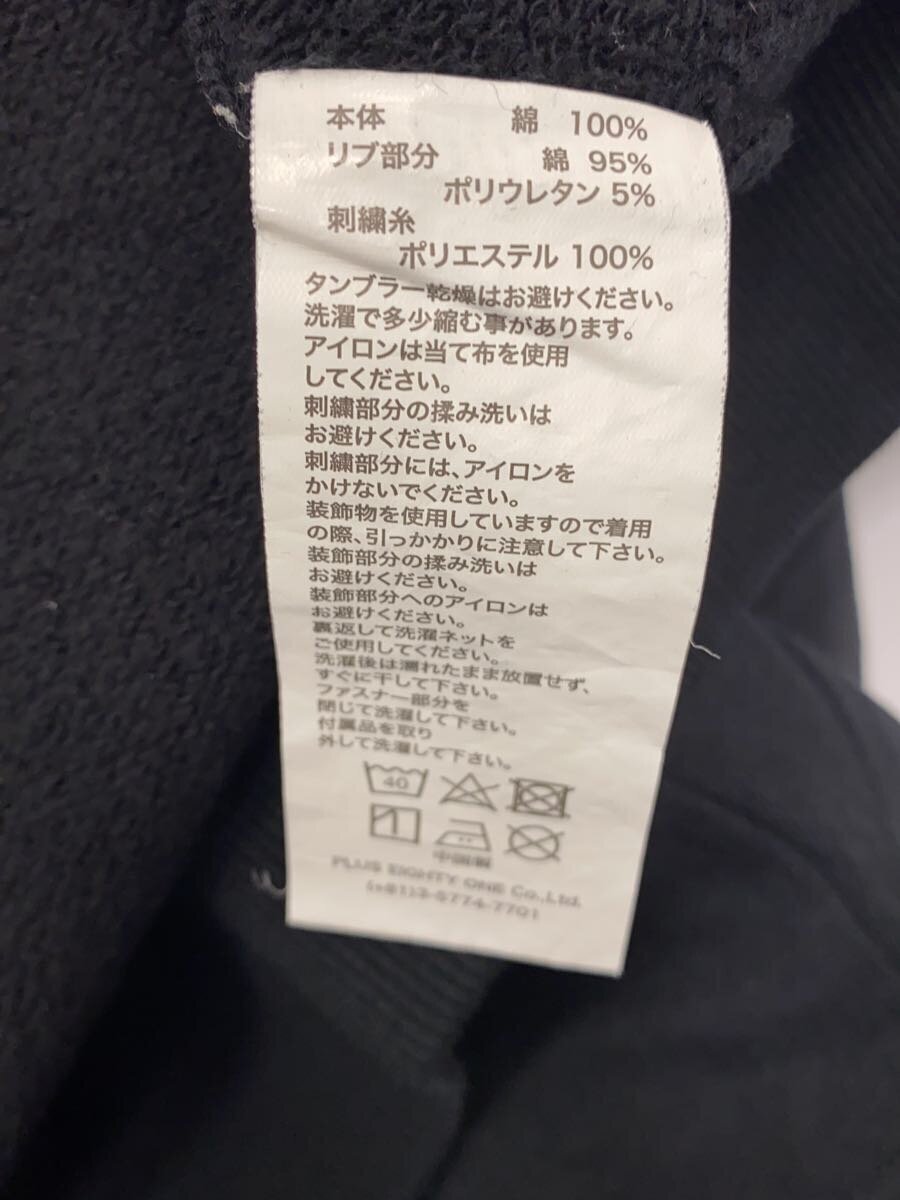 本体 綿 100%
リブ部分 綿 95%
ポリウレタン 5%
刺繍糸
ポリエステル 100%
タンブラー乾燥はお避けください。
洗濯で多少縮む事があります。
アイロンは当て布を使用
してください。
刺繍部分の揉み洗いは
お避けください。
刺繍部分には、アイロンを
かけないでください。
装飾物を使用していますので着用
の際、引っかかりに注意して下さい。
装飾部分の揉み洗いは
お避けください。
装飾部分へのアイロンは
お避けください。
裏返して洗濯ネットを
ご使用してください。
洗濯後は濡れたまま放置せず、
すぐに干して下さい。
ファスナー部分を
閉じて洗濯して下さい。
付属品を取り
外して洗濯して下さい。
40
中国製
PLUS EIGHTY ONE Co.,Ltd.
(+81)3-5774-7701